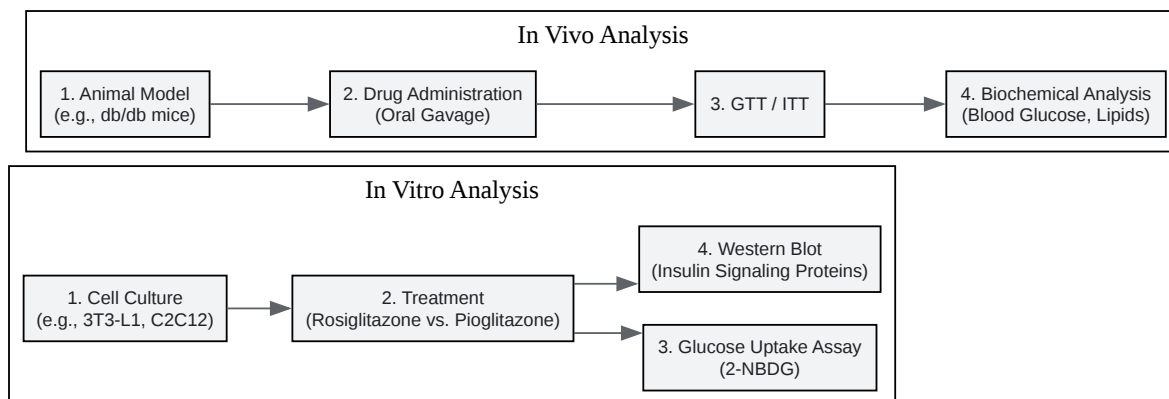 In Vivo Analysis
1. Animal Model
(e.g., db/db mice)
2. Drug Administration
(Oral Gavage)
3. GTT / ITT
4. Biochemical Analysis
(Blood Glucose, Lipids)
In Vitro Analysis
1. Cell Culture
(e.g., 3T3-L1, C2C12)
2. Treatment
(Rosiglitazone vs. Pioglitazone)
4. Western Blot
(Insulin Signaling Proteins)
3. Glucose Uptake Assay
(2-NBDG)